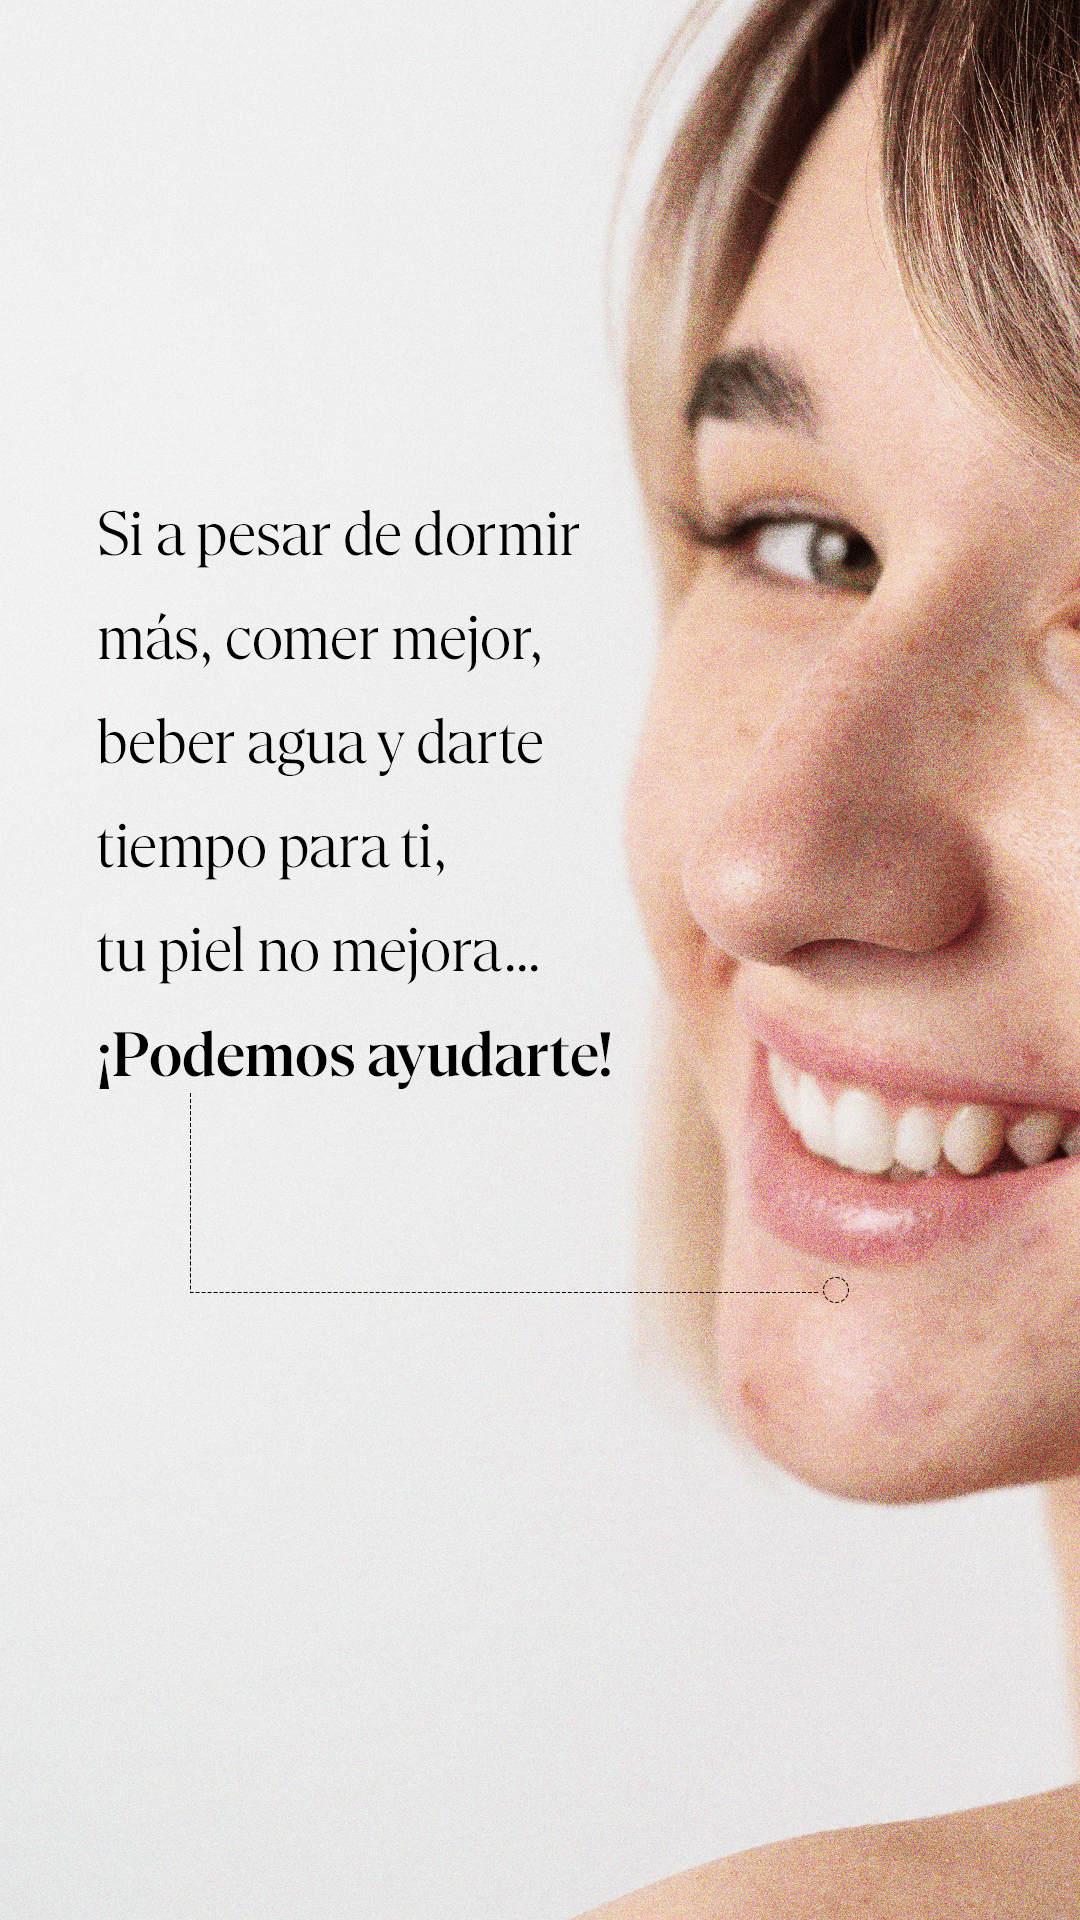 Si a pesar de dormir
más, comer mejor,
beber agua y darte
tiempo para ti,
tu piel no mejora...
¡Podemos ayudarte!